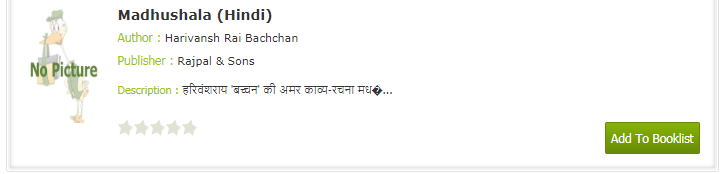 Madhushala (Hindi)
Author : Harivansh Rai Bachchan
No Picture
Publisher : Rajpal & Sons
Description : हरिवंशराय 'बच्चन' की अमर काव्य-रचना मध�...
Add To Booklist